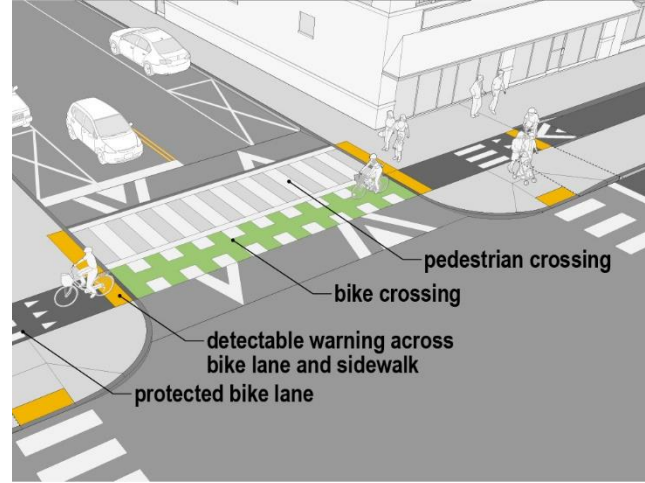 pedestrian crossing
bike crossing
detectable warning across
bike lane and sidewalk
protected bike lane